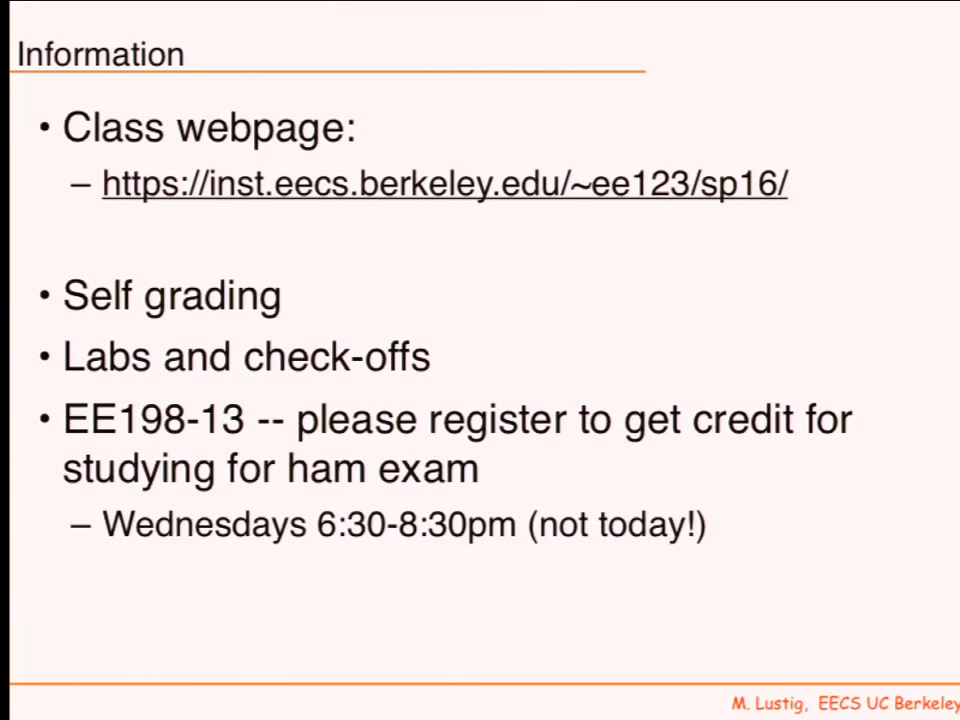 Information
• Class webpage:
– https://inst.eecs.berkeley.edu/~ee123/sp16/
• Self grading
• Labs and check-offs
• EE198-13 -- please register to get credit for
studying for ham exam
– Wednesdays 6:30-8:30pm (not today!)
M. Lustig, EECS UC Berkeley